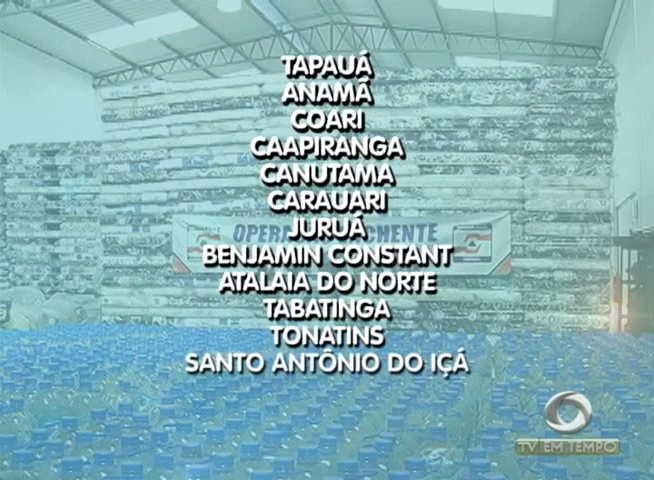 TAPAUÁ
ANAMÃ
COARI
CAAPIRANGA
CANUTAMA
CARAUARI
JURUÁ
BENJAMIN CONSTANT
ATALAIA DO NORTE
TABATINGA
TONATINS
SANTO ANTÔNIO DO IÇÁ
TV EM TEMPO